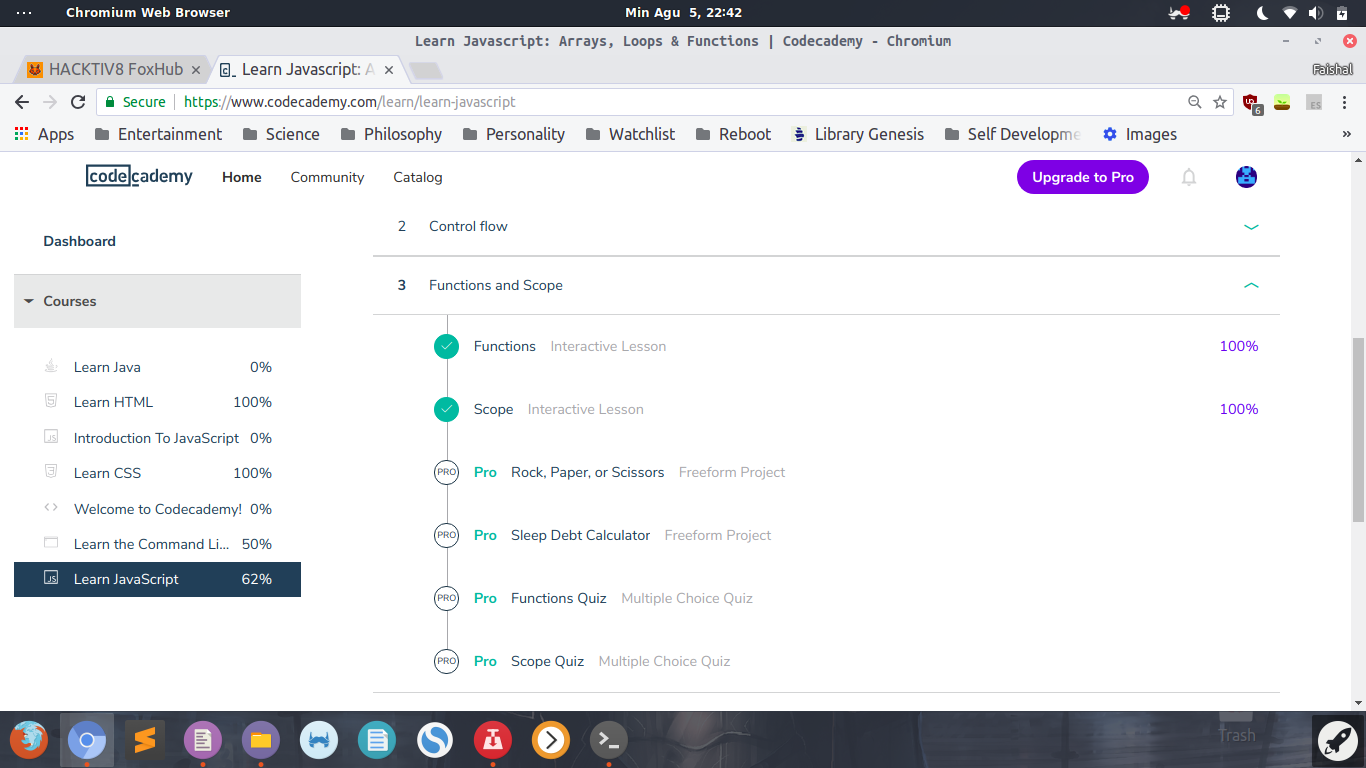 Chromium Web Browser
Min Agu 5, 22:42
Learn Javascript: Arrays, Loops & Functions | Codecademy - Chromium
HACKTIV8 FoxHub
Learn Javascript: A
Faishal
Secure
https://www.codecademy.com/learn/learn-javascript
6
ES
Apps
Entertainment
Science
Philosophy
Personality
Watchlist
Reboot
Library Genesis
Self Developme
Images
»
codecademy
Home
Community
Catalog
Upgrade to Pro
Dashboard
Courses
Learn Java 0%
Learn HTML 100%
JS Introduction To JavaScript 0%
Learn CSS 100%
Welcome to Codecademy! 0%
Learn the Command Li... 50%
JS Learn JavaScript 62%
2 Control flow
3 Functions and Scope
Functions Interactive Lesson 100%
Scope Interactive Lesson 100%
PRO Pro Rock, Paper, or Scissors Freeform Project
PRO Pro Sleep Debt Calculator Freeform Project
PRO Pro Functions Quiz Multiple Choice Quiz
PRO Pro Scope Quiz Multiple Choice Quiz
Trash